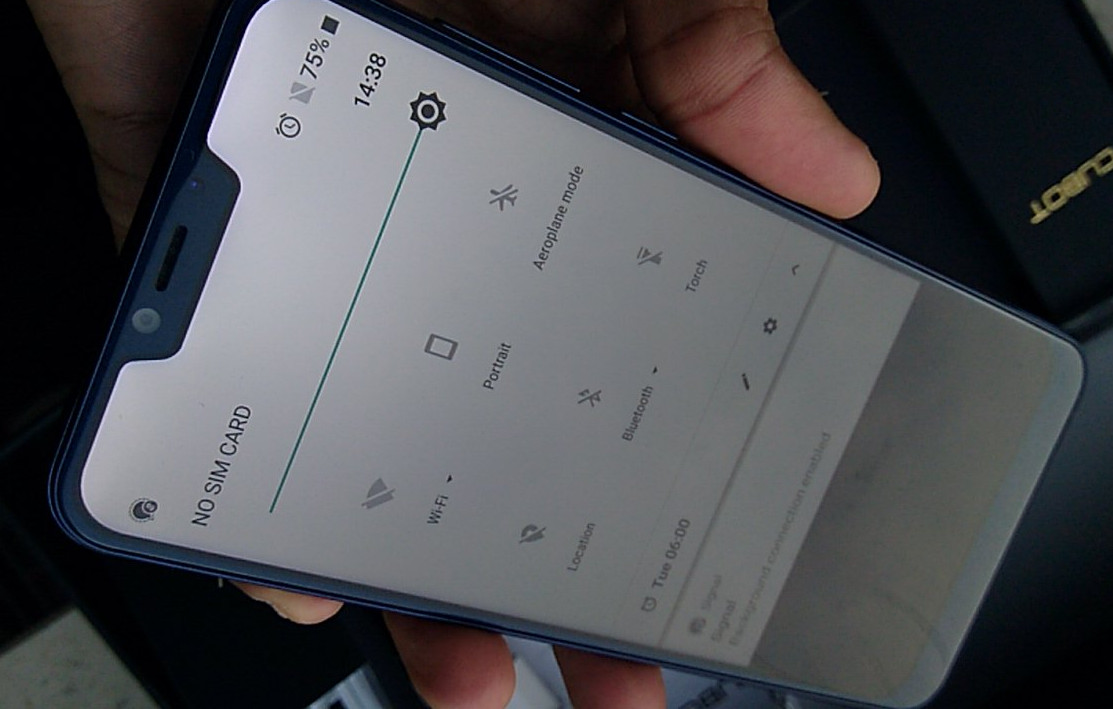 75%
14:38
NO SIM CARD
Wi-Fi
Portrait
Aeroplane mode
Location
Bluetooth
Torch
Tue 06:00
Signal
Signal
Background connection enabled
CUBOT